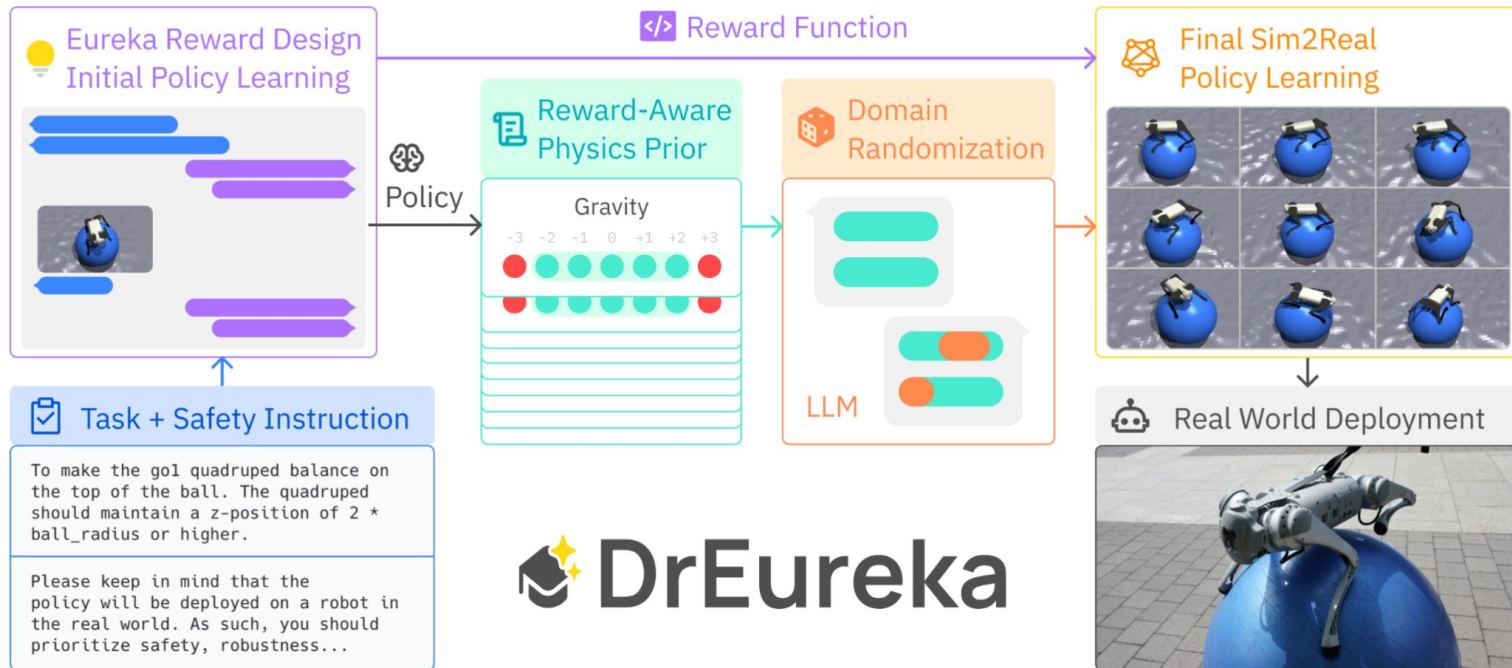 Eureka Reward Design
Initial Policy Learning
</> Reward Function
Final Sim2Real
Policy Learning
Policy
Reward-Aware
Physics Prior
Gravity
-3 -2 -1 0 +1 +2 +3
Domain
Randomization
LLM
Task + Safety Instruction
To make the go1 quadruped balance on
the top of the ball. The quadruped
should maintain a z-position of 2 *
ball_radius or higher.
Please keep in mind that the
policy will be deployed on a robot in
the real world. As such, you should
prioritize safety, robustness...
Real World Deployment
DrEureka